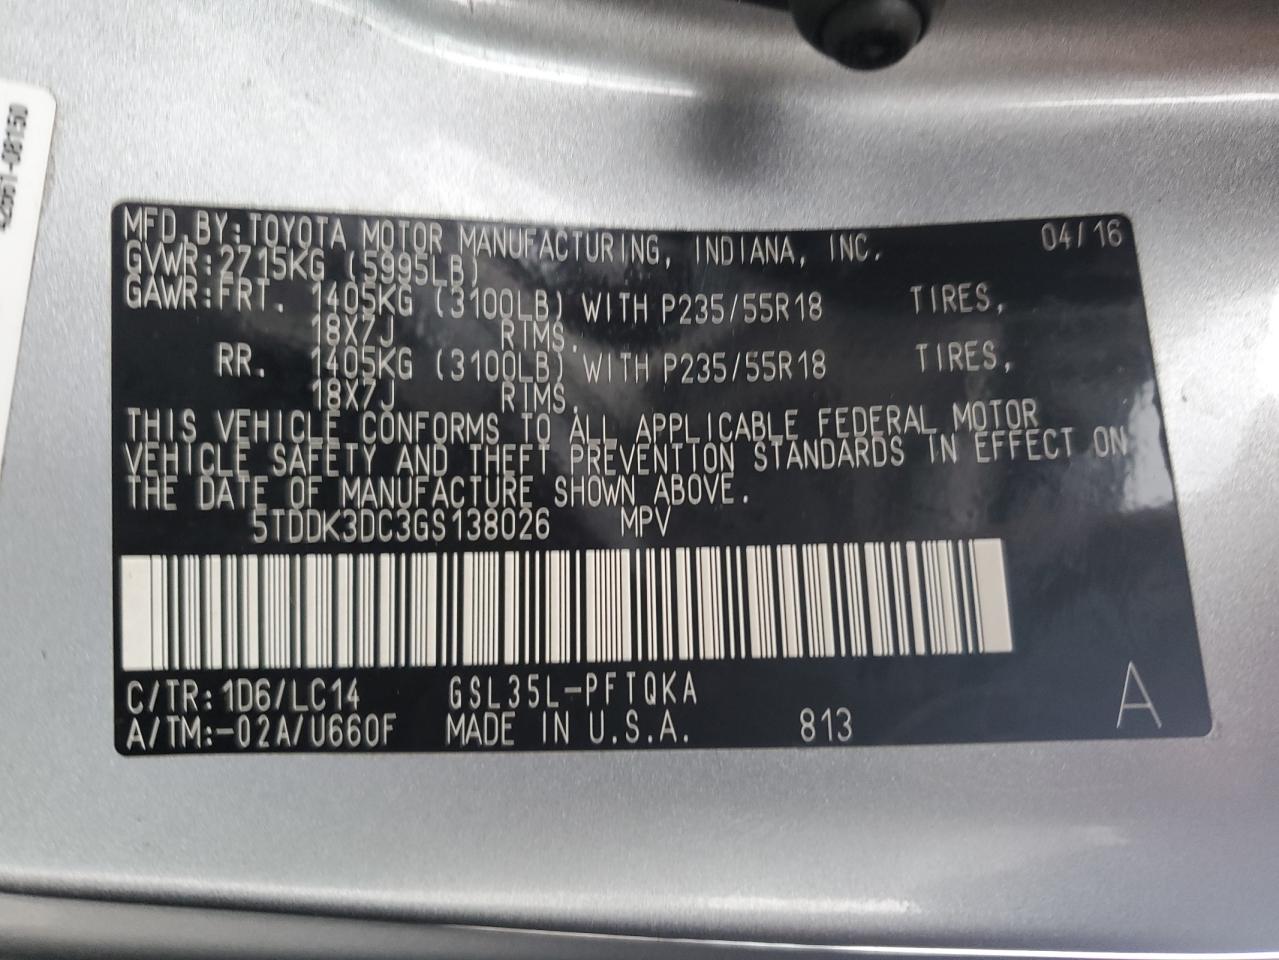 42661-08150
MFD. BY: TOYOTA MOTOR MANUFACTURING, INDIANA, INC. 04/16
GVWR: 2715KG (5995LB)
GAWR: FRT. 1405KG (3100LB) WITH P235/55R18 TIRES,
18X7J RIMS.
RR. 1405KG (3100LB) WITH P235/55R18 TIRES,
18X7J RIMS.
THIS VEHICLE CONFORMS TO ALL APPLICABLE FEDERAL MOTOR
VEHICLE SAFETY AND THEFT PREVENTION STANDARDS IN EFFECT ON
THE DATE OF MANUFACTURE SHOWN ABOVE.
5TDDK3DC3GS138026 MPV
C/TR: 1D6/LC14 GSL35L-PFTQKA
A/TM:-02A/U660F MADE IN U.S.A. 813
A